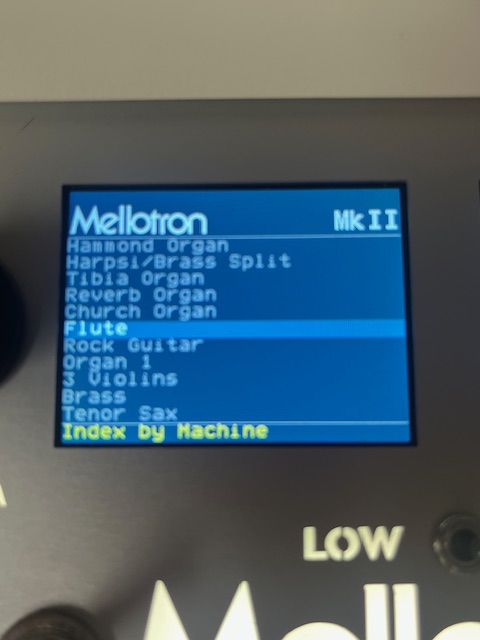 Mellotron MkII
Hammond Organ
Harpsi/Brass Split
Tibia Organ
Reverb Organ
Church Organ
Flute
Rock Guitar
Organ 1
3 Violins
Brass
Tenor Sax
Index by Machine
LOW